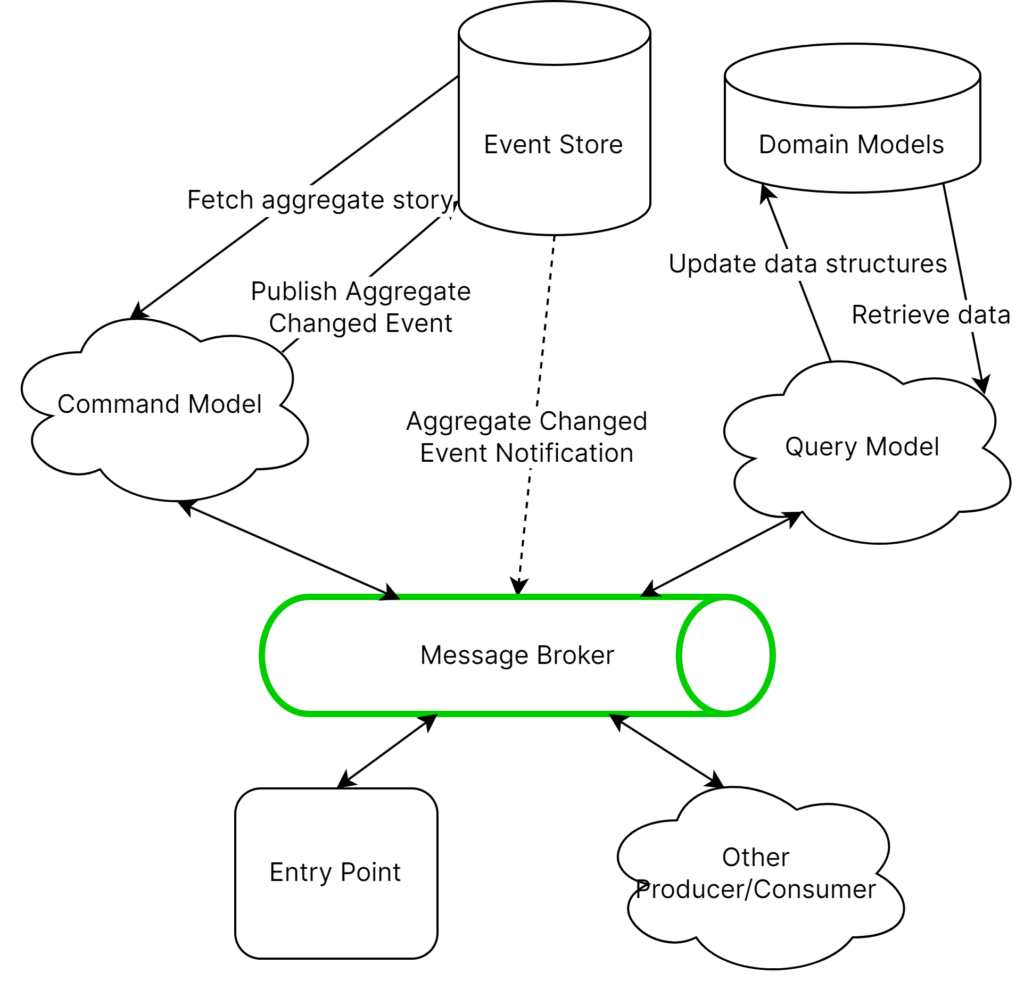 Event Store
Domain Models
Fetch aggregate story
Update data structures
Publish Aggregate
Changed Event
Retrieve data
Command Model
Aggregate Changed
Event Notification
Query Model
Message Broker
Entry Point
Other
Producer/Consumer